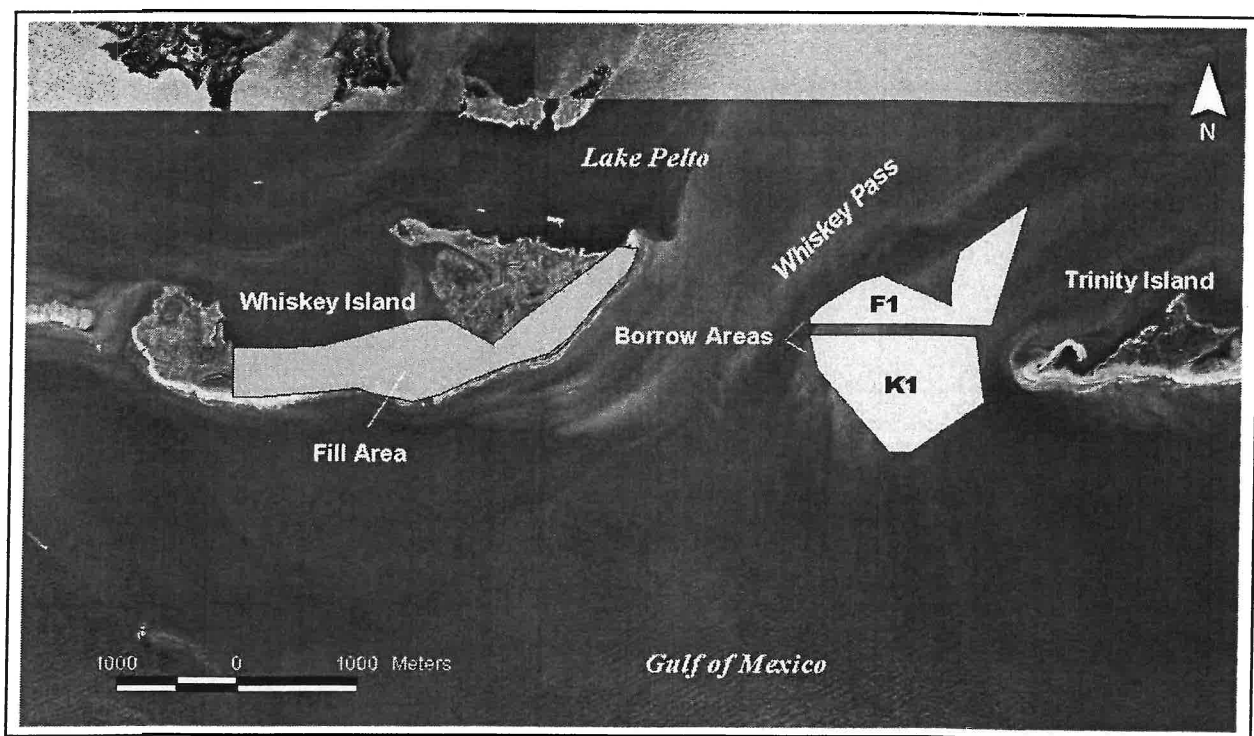 N
Lake Pelto
Whiskey Pass
Whiskey Island
Trinity Island
F1
Borrow Areas
K1
Fill Area
1000 0 1000 Meters
Gulf of Mexico